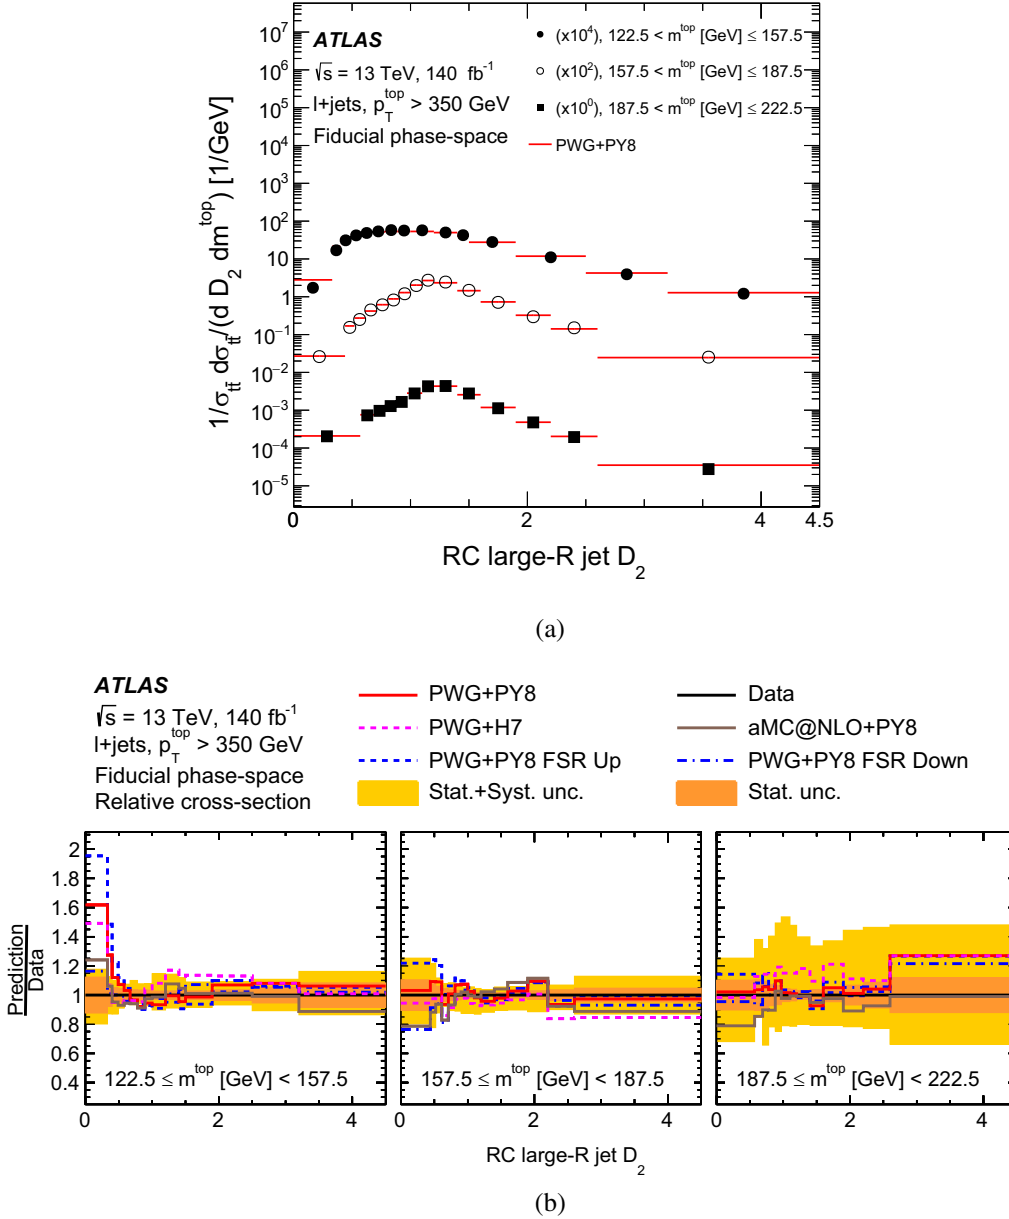 ATLAS
√s = 13 TeV, 140 fb⁻¹
l+jets, p_T^top > 350 GeV
Fiducial phase-space
(x10⁴), 122.5 < m^top [GeV] ≤ 157.5
(x10²), 157.5 < m^top [GeV] ≤ 187.5
(x10⁰), 187.5 < m^top [GeV] ≤ 222.5
PWG+PY8
1/σ_tt̄ dσ_tt̄/(d D₂ dm^top) [1/GeV]
10⁷
10⁶
10⁵
10⁴
10³
10²
10
1
10⁻¹
10⁻²
10⁻³
10⁻⁴
10⁻⁵
0 2 4 4.5
RC large-R jet D₂
(a)
ATLAS
√s = 13 TeV, 140 fb⁻¹
l+jets, p_T^top > 350 GeV
Fiducial phase-space
Relative cross-section
PWG+PY8
PWG+H7
PWG+PY8 FSR Up
Stat.+Syst. unc.
Data
aMC@NLO+PY8
PWG+PY8 FSR Down
Stat. unc.
Prediction
Data
2
1.8
1.6
1.4
1.2
1
0.8
0.6
0.4
122.5 ≤ m^top [GeV] < 157.5
157.5 ≤ m^top [GeV] < 187.5
187.5 ≤ m^top [GeV] < 222.5
0 2 4 0 2 4 0 2 4
RC large-R jet D₂
(b)